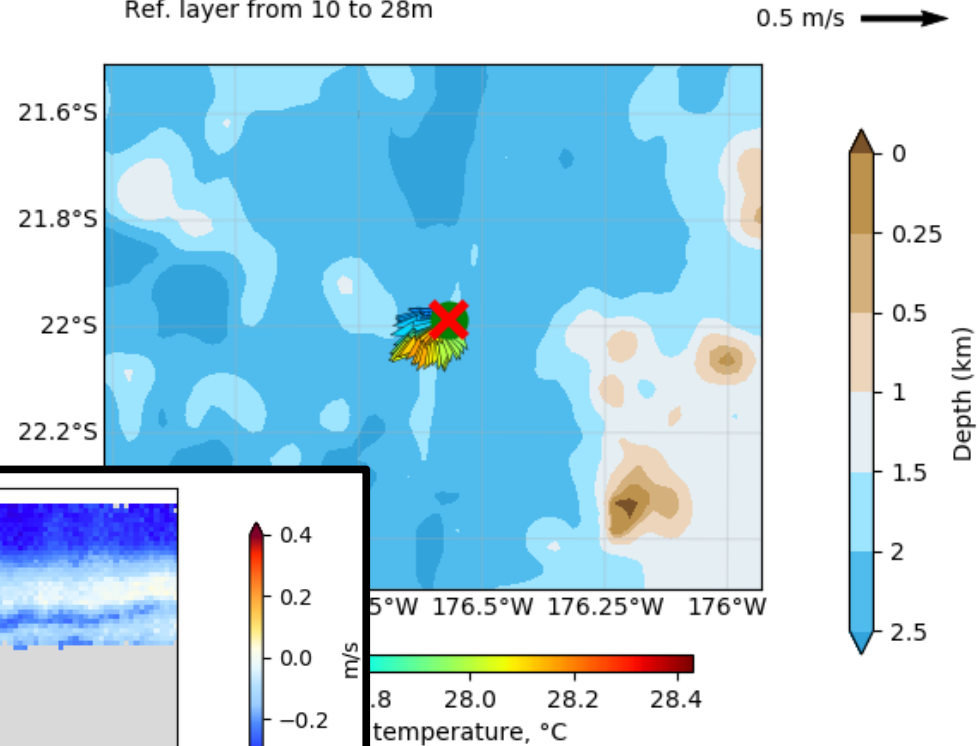 Ref. layer from 10 to 28m
0.5 m/s
21.6°S
21.8°S
22°S
22.2°S
5°W 176.5°W 176.25°W 176°W
0
0.25
0.5
1
1.5
2
2.5
Depth (km)
0.4
0.2
0.0
−0.2
m/s
.8 28.0 28.2 28.4
temperature, °C